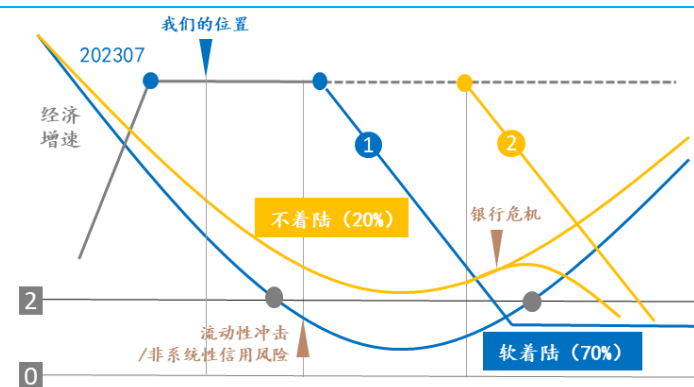 我们的位置
202307
经济
增速
1
2
不着陆（20%）
银行危机
2
流动性冲击
/非系统性信用风险
软着陆（70%）
0